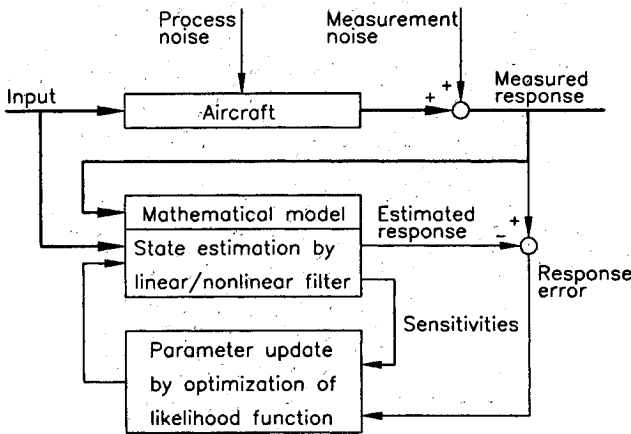 Process
noise
Measurement
noise
Input
Aircraft
+
+
Measured
response
Mathematical model
State estimation by
linear/nonlinear filter
Estimated
response
−
+
Response
error
Sensitivities
Parameter update
by optimization of
likelihood function